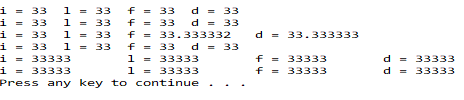 i = 33  l = 33  f = 33  d = 33
i = 33  l = 33  f = 33  d = 33
i = 33  l = 33  f = 33.333332   d = 33.333333
i = 33  l = 33  f = 33  d = 33
i = 33333       l = 33333       f = 33333       d = 33333
i = 33333       l = 33333       f = 33333       d = 33333
Press any key to continue . . .